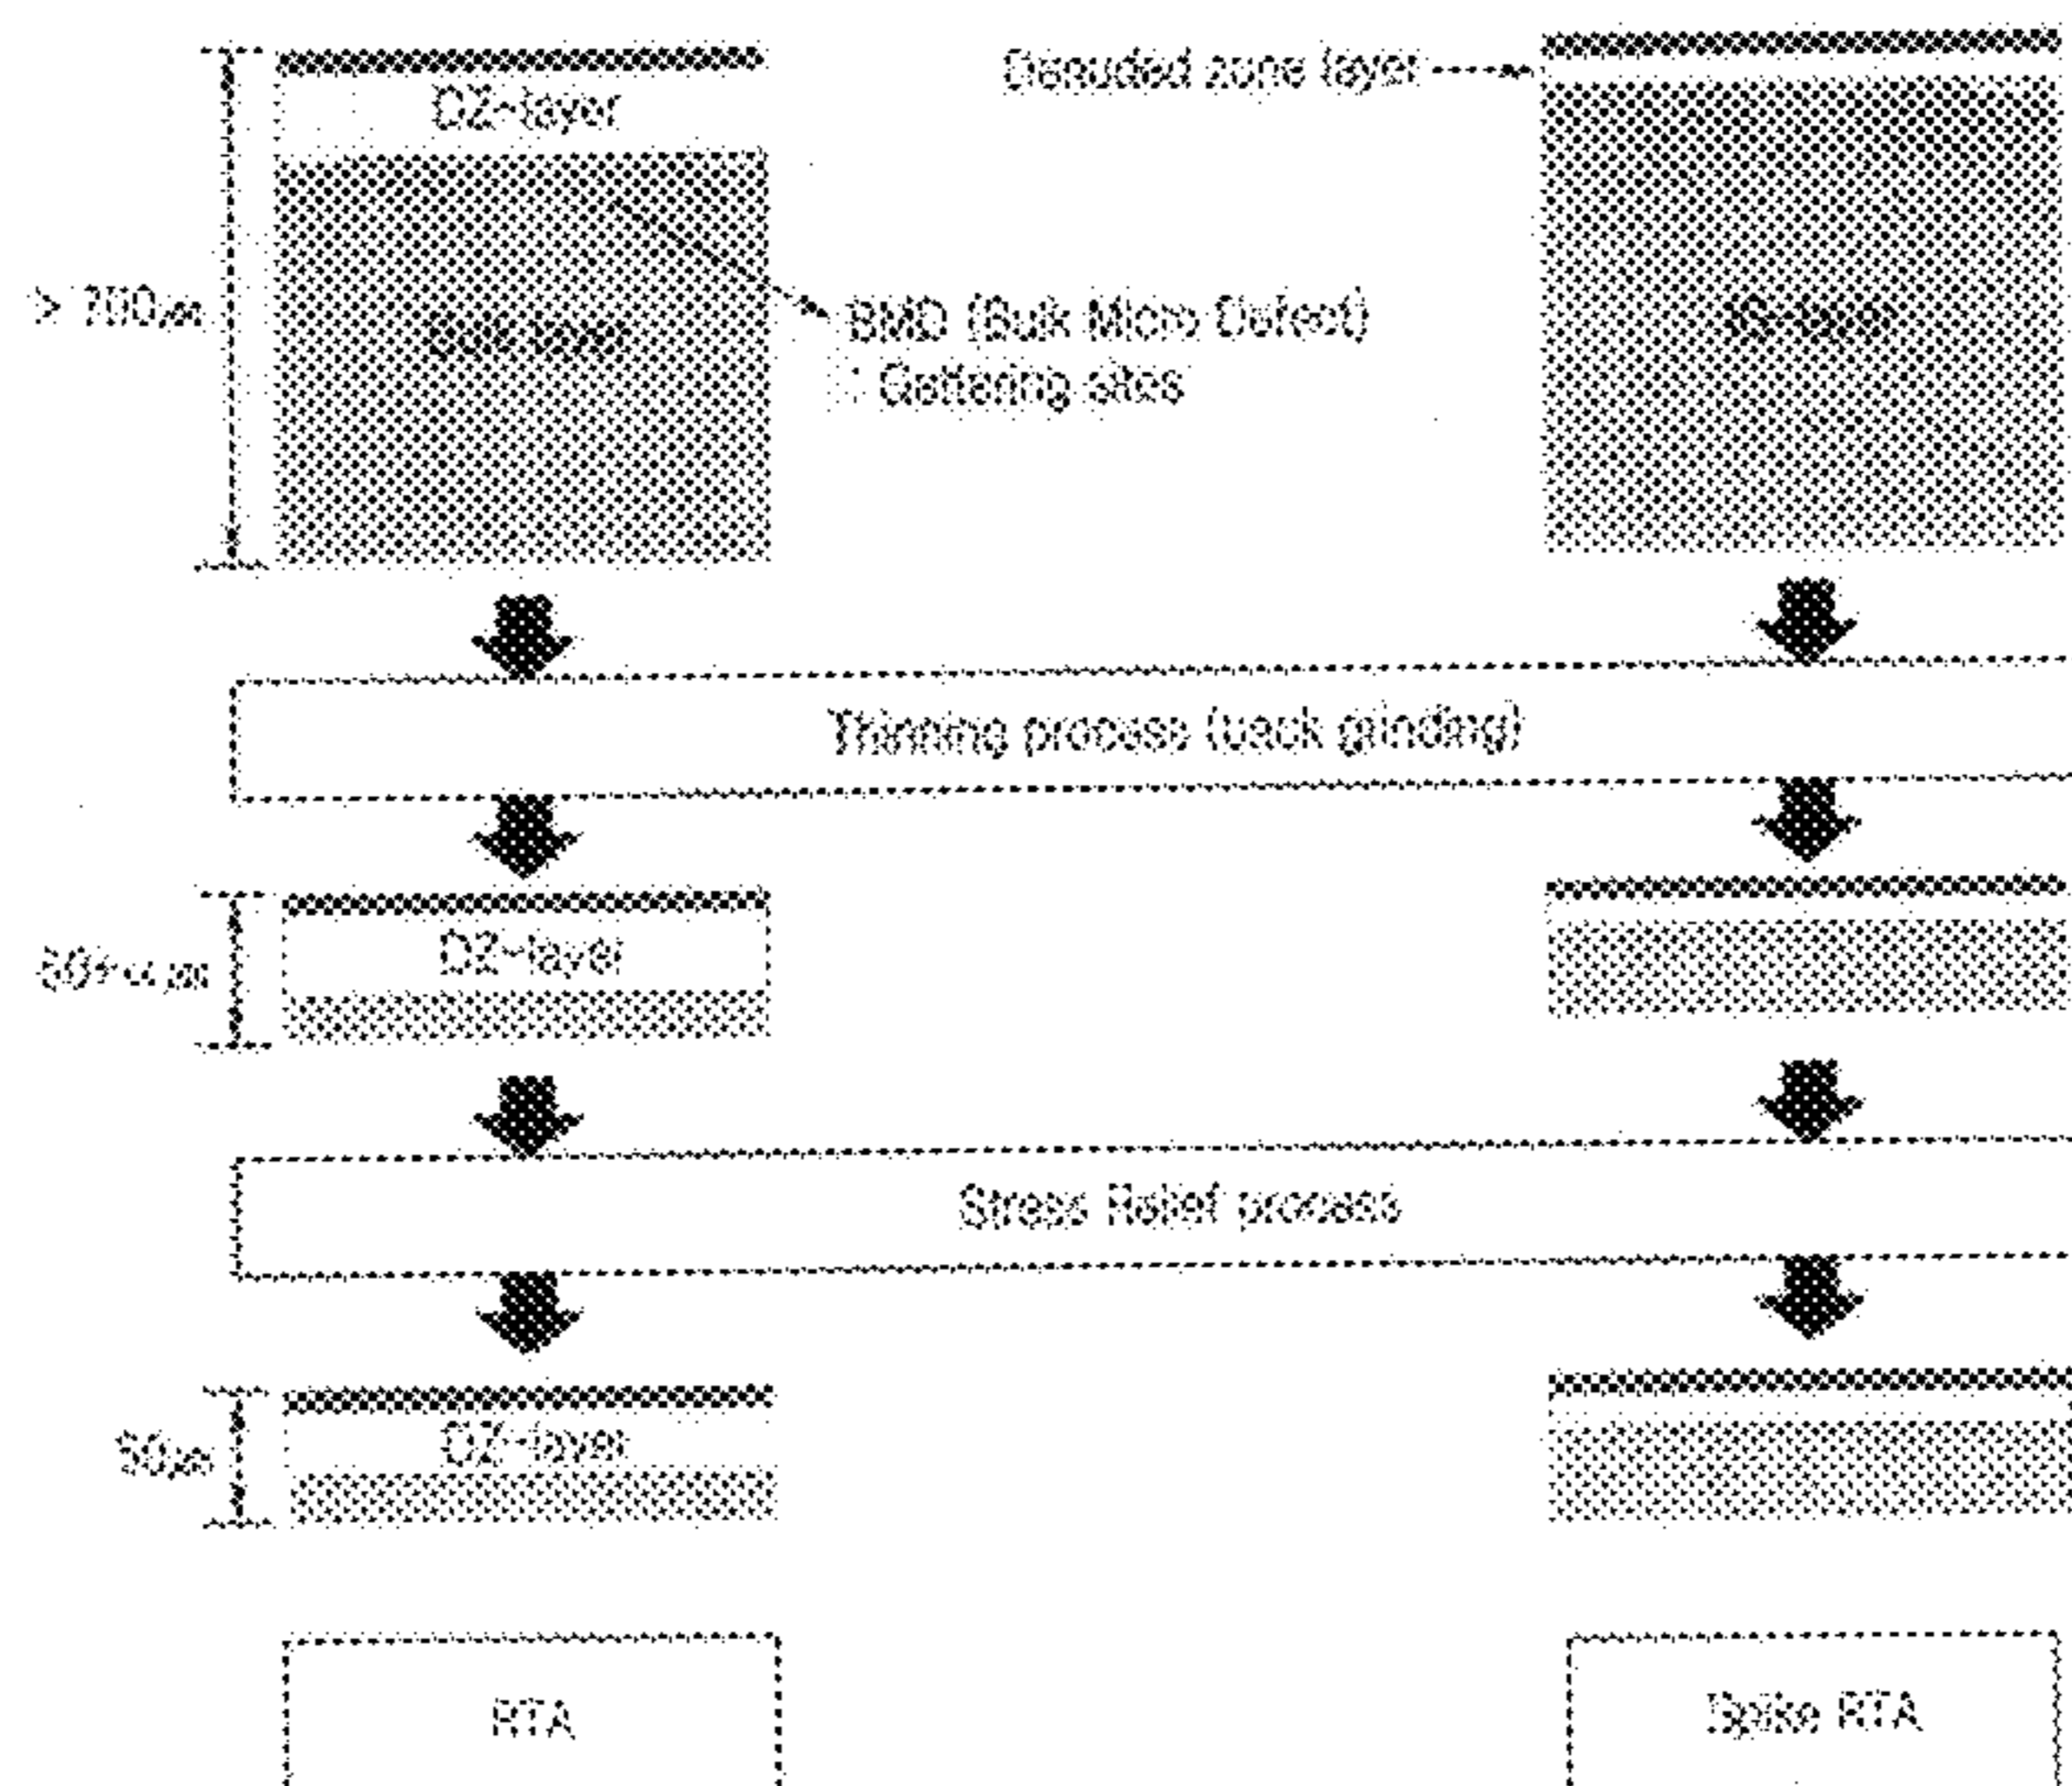 DZ-layer
Denuded zone layer
> 700㎛
Bulk layer
BMD (Bulk Micro Defect)
: Gettering sites
Thinning process (back grinding)
DZ-layer
Stress Relief process
DZ-layer
50㎛
RTA
Spike RTA